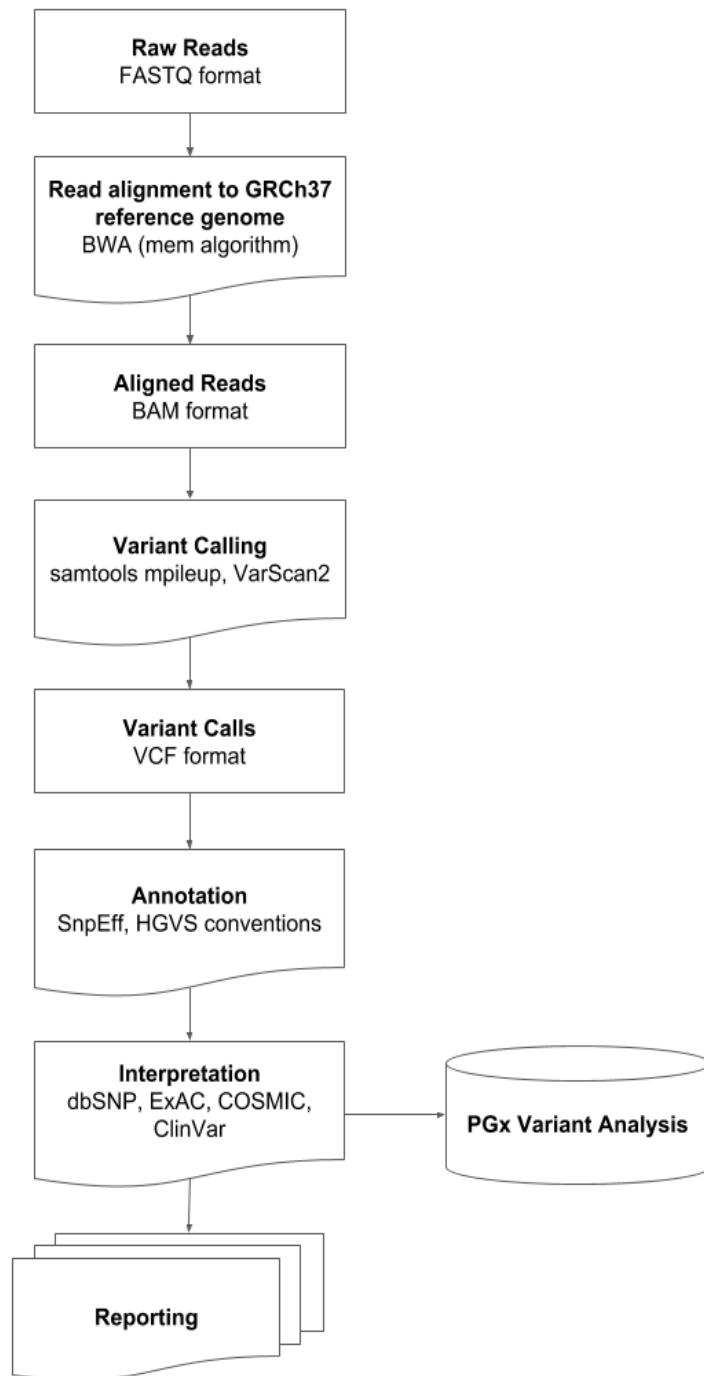 Raw Reads
FASTQ format
Read alignment to GRCh37
reference genome
BWA (mem algorithm)
Aligned Reads
BAM format
Variant Calling
samtools mpileup, VarScan2
Variant Calls
VCF format
Annotation
SnpEff, HGVS conventions
Interpretation
dbSNP, ExAC, COSMIC,
ClinVar
PGx Variant Analysis
Reporting